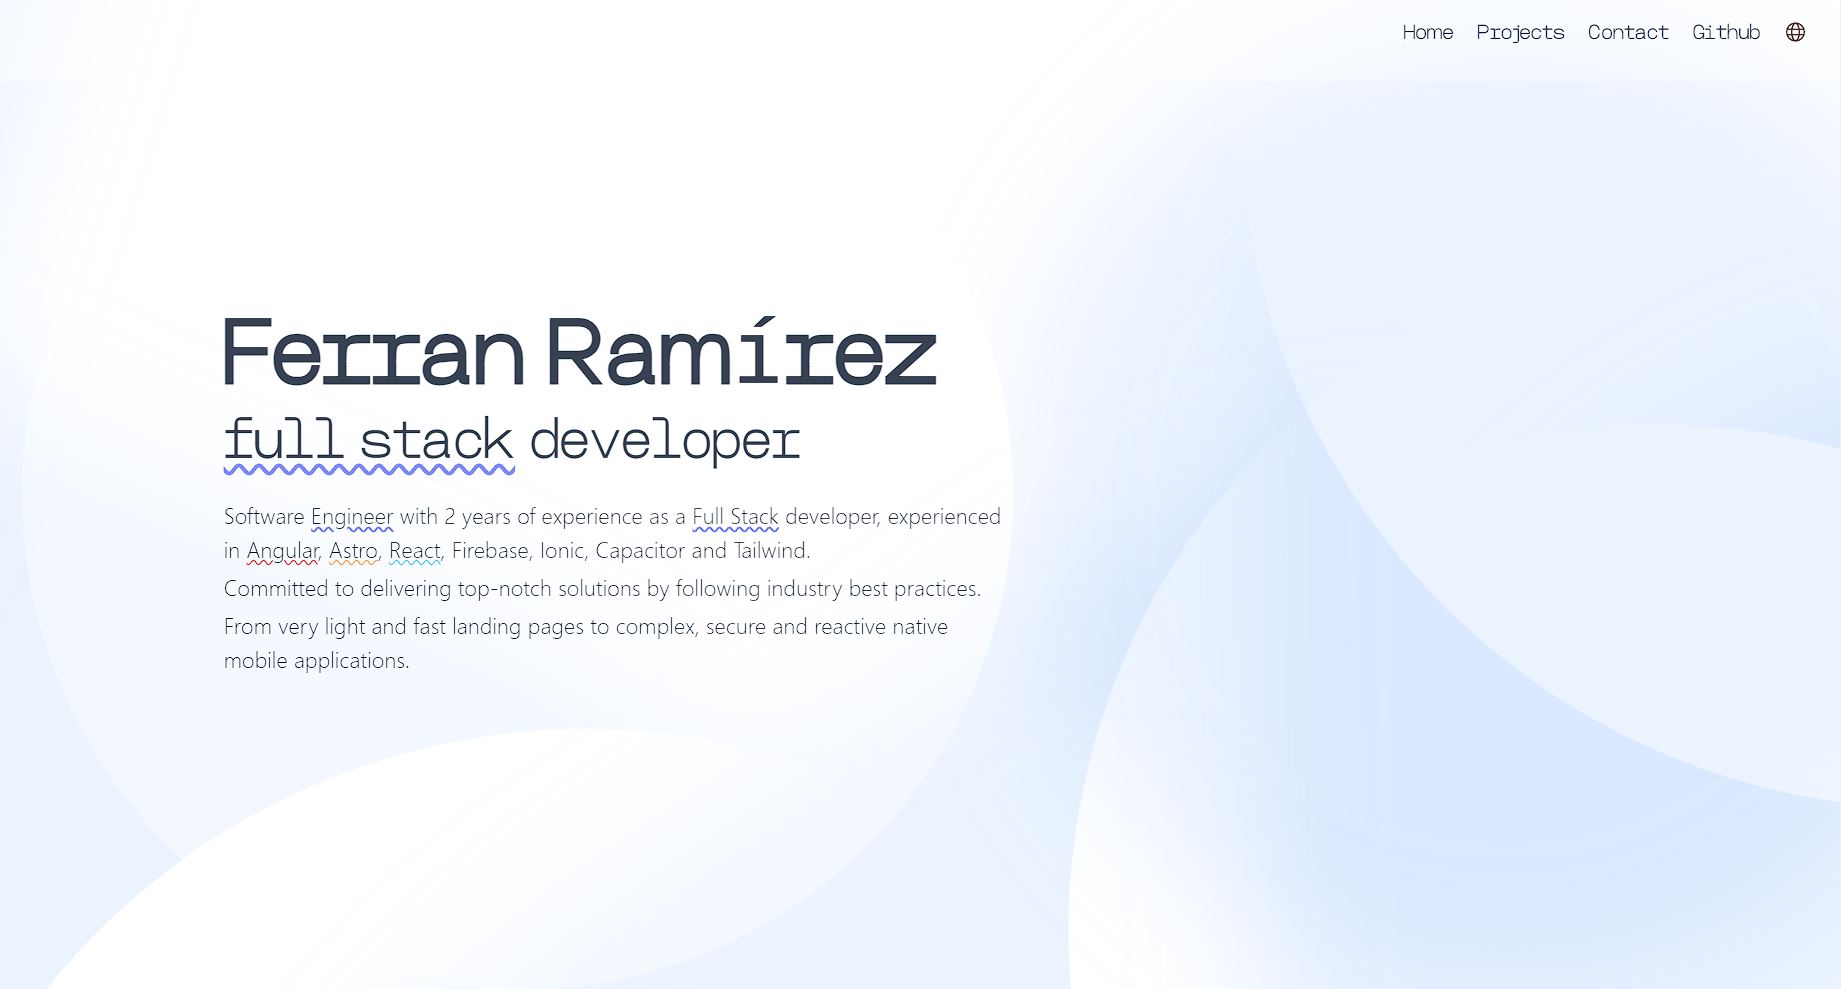 Home Projects Contact Github
Ferran Ramírez
full stack developer
Software Engineer with 2 years of experience as a Full Stack developer, experienced
in Angular, Astro, React, Firebase, Ionic, Capacitor and Tailwind.
Committed to delivering top-notch solutions by following industry best practices.
From very light and fast landing pages to complex, secure and reactive native
mobile applications.